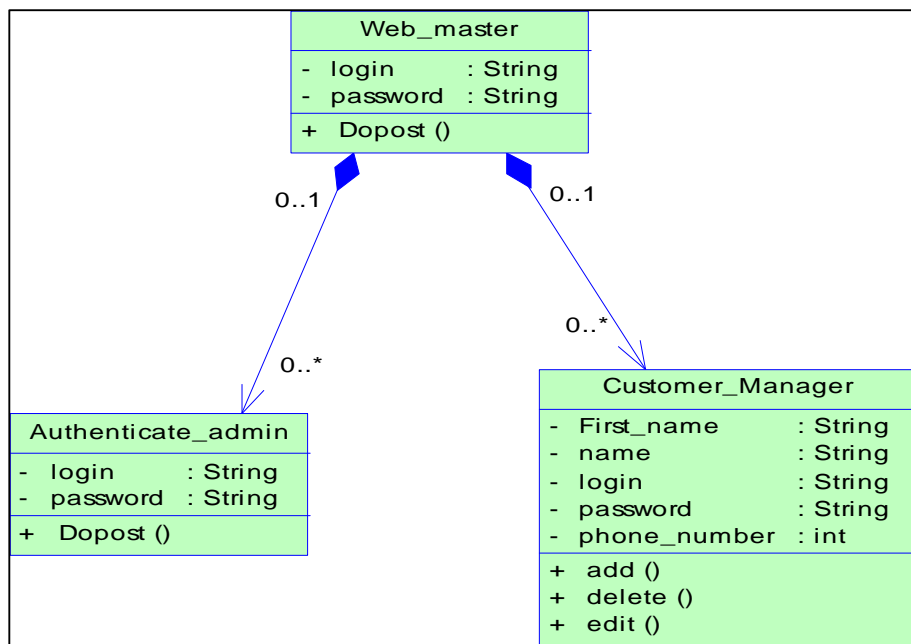 Web_master
- login : String
- password : String
+ Dopost ()
0..1
0..1
0..*
0..*
Authenticate_admin
- login : String
- password : String
+ Dopost ()
Customer_Manager
- First_name : String
- name : String
- login : String
- password : String
- phone_number : int
+ add ()
+ delete ()
+ edit ()